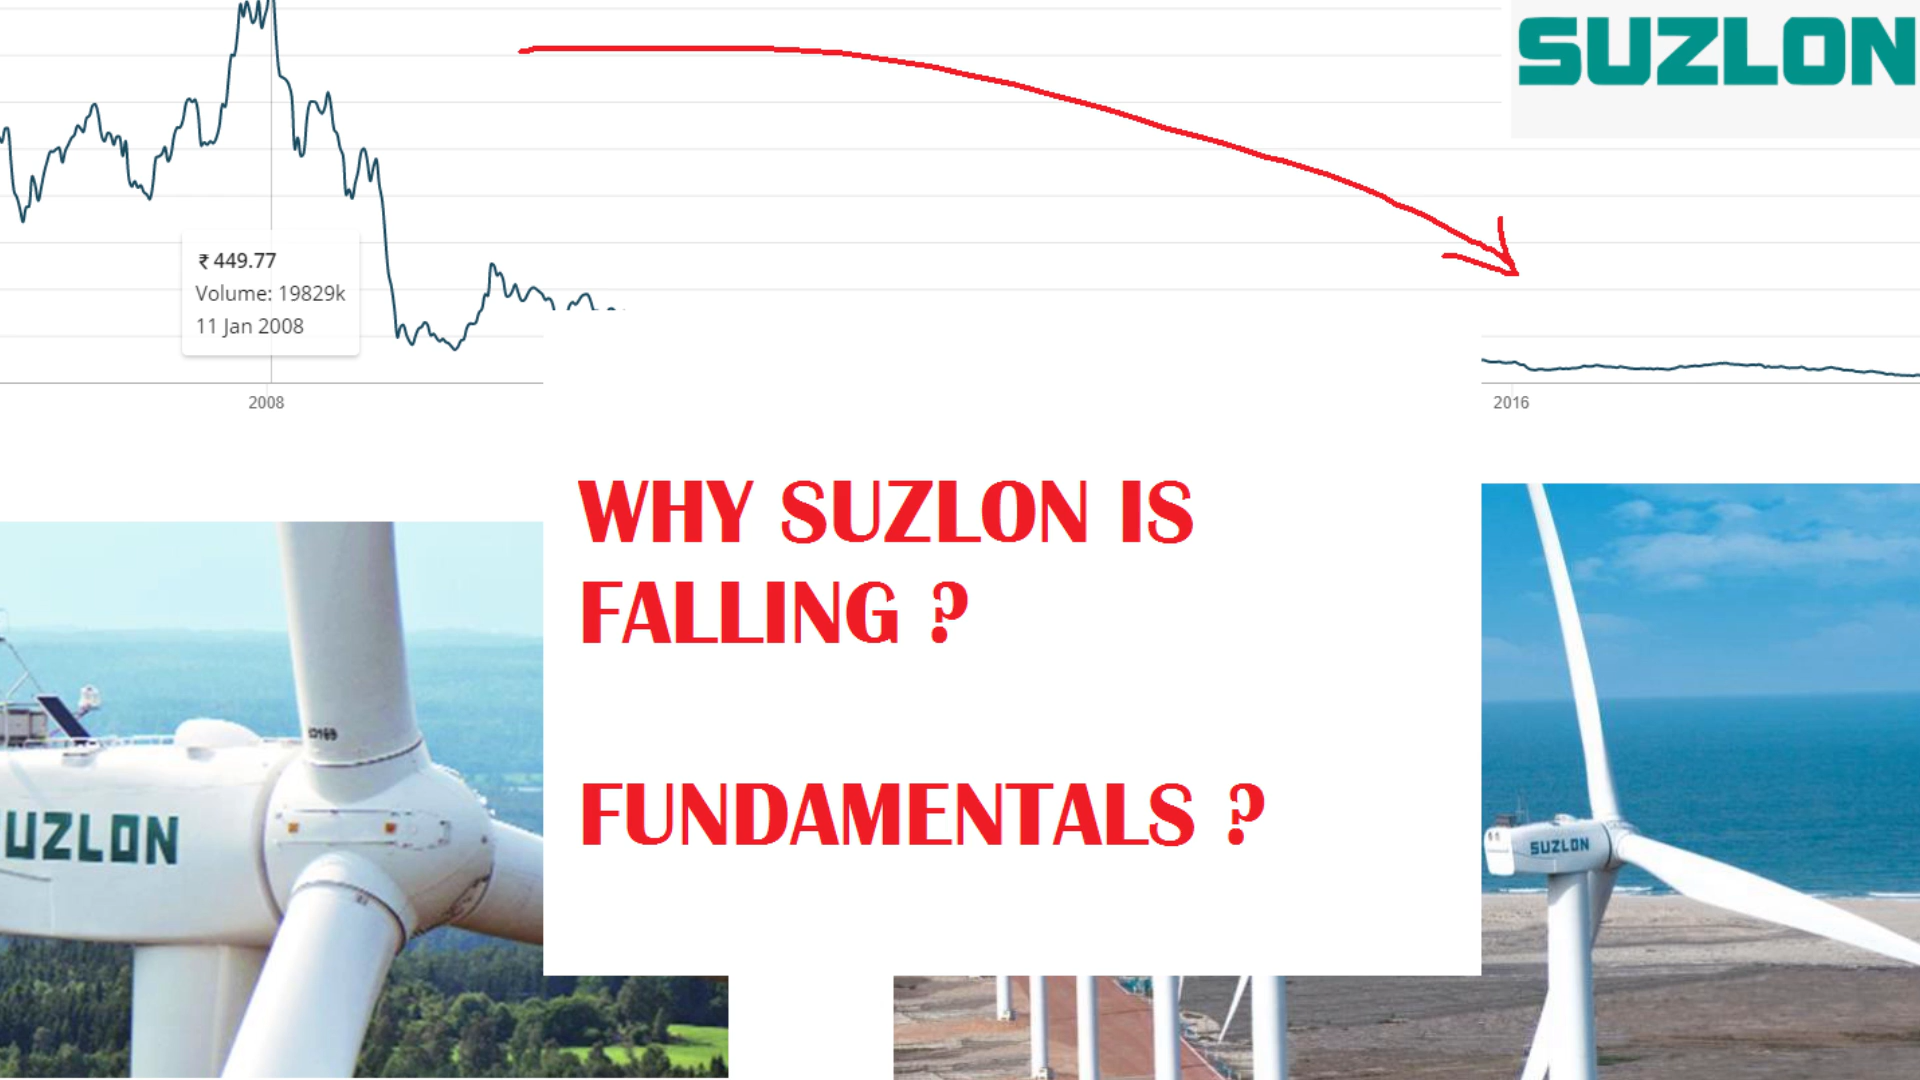 SUZLON
₹ 449.77
Volume: 19829k
11 Jan 2008
2008
2016
WHY SUZLON IS
FALLING ?
FUNDAMENTALS ?
UZLON
SUZLON